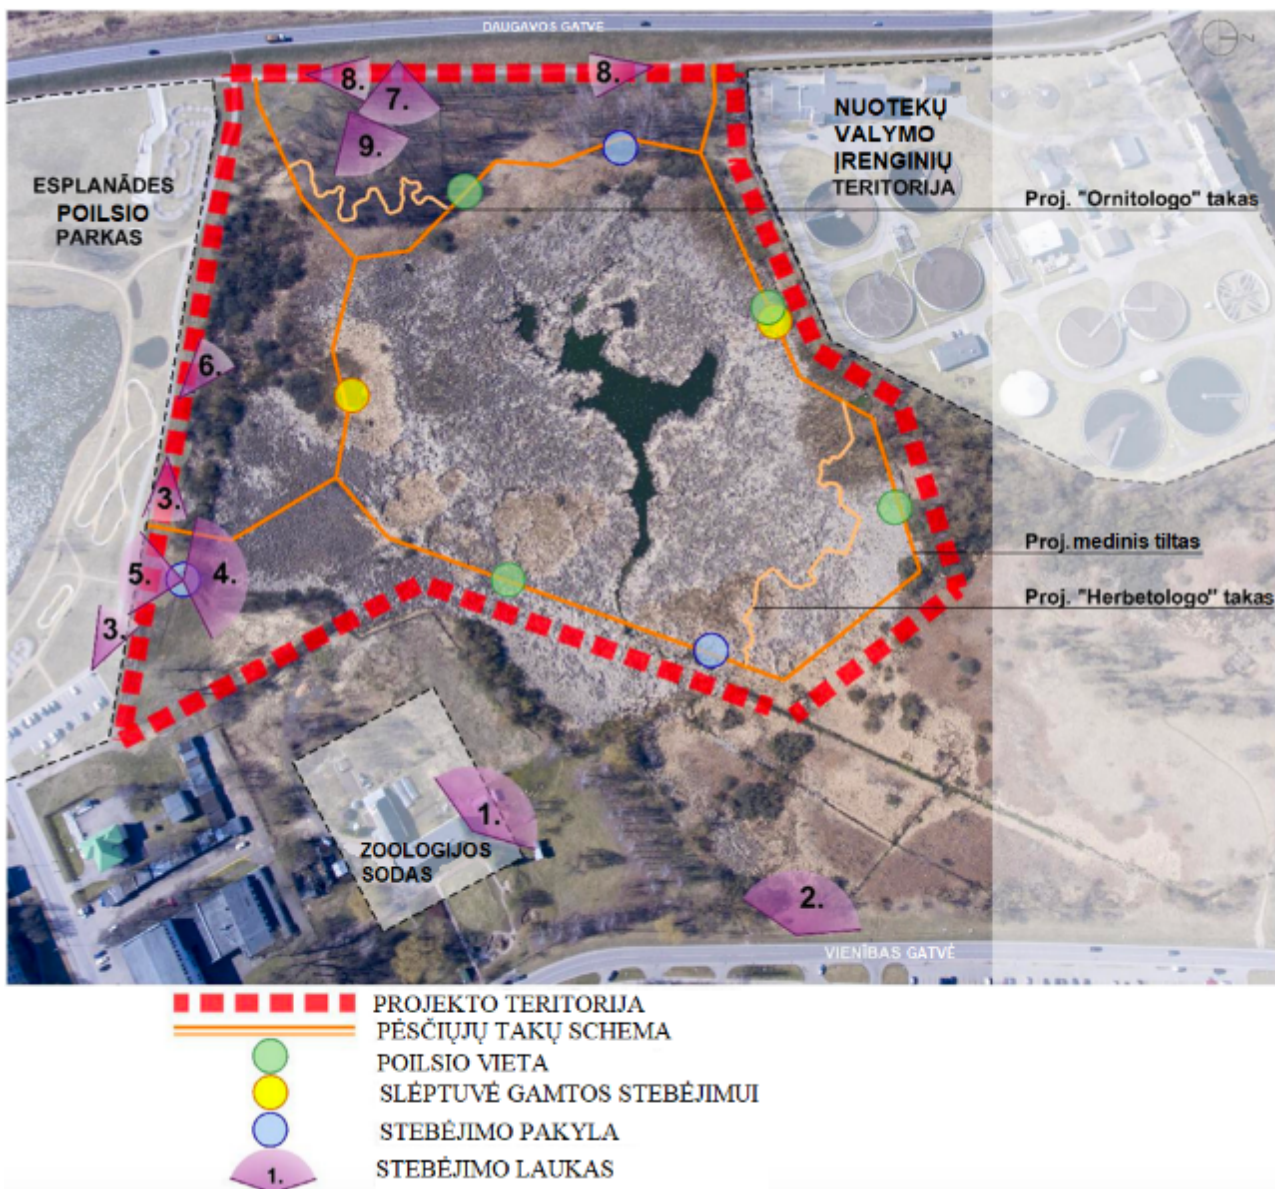 DAUGAVOS GATVĖ
Z
8.
7.
8.
9.
NUOTEKŲ
VALYMO
ĮRENGINIŲ
TERITORIJA
ESPLANĀDES
POILSIO
PARKAS
Proj. "Ornitologo" takas
6.
3.
5.
4.
3.
Proj. medinis tiltas
Proj. "Herbetologo" takas
1.
ZOOLOGIJOS
SODAS
2.
VIENĪBAS GATVĖ
PROJEKTO TERITORIJA
PĖSČIŲJŲ TAKŲ SCHEMA
POILSIO VIETA
SLĖPTUVĖ GAMTOS STEBĖJIMUI
STEBĖJIMO PAKYLA
1.
STEBĖJIMO LAUKAS